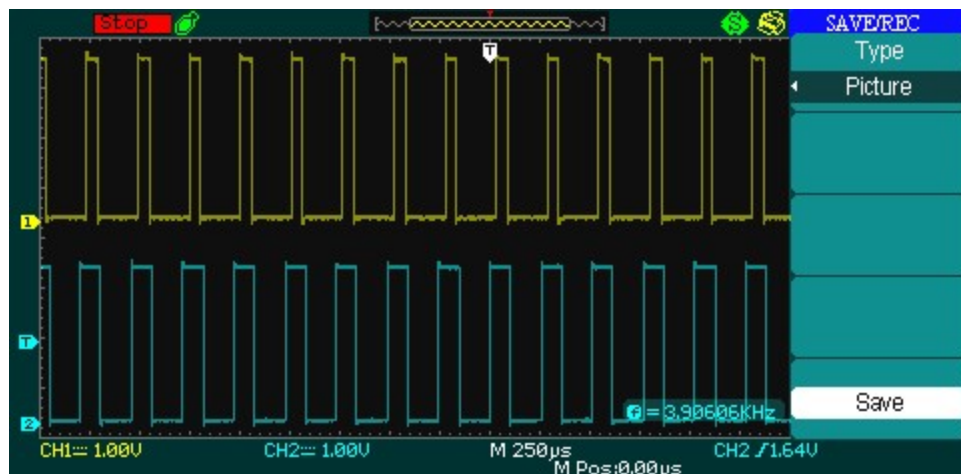 Stop
T
S
SAVE/REC
Type
Picture
1
T
2
F = 3.90606KHz
Save
CH1 1.00V
CH2 1.00V
M 250µs
CH2 1.64V
M Pos:0.00µs